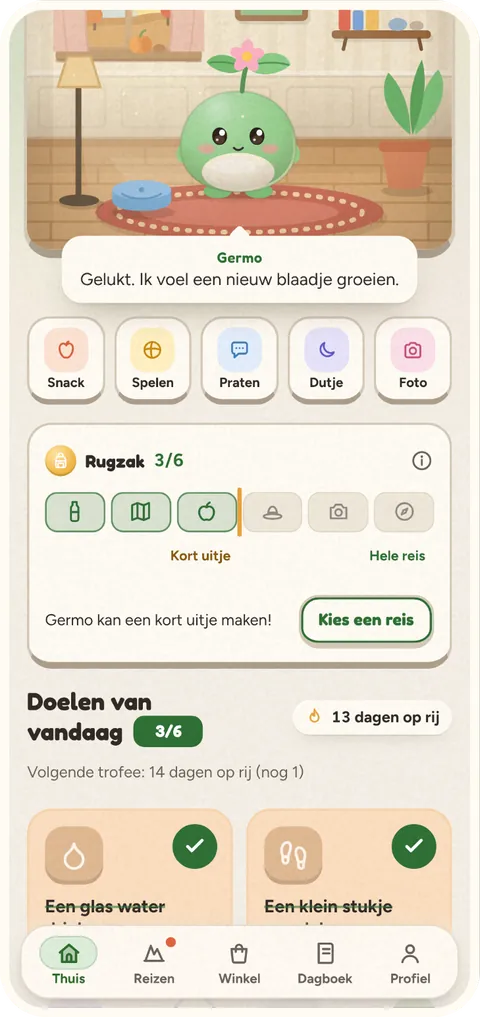 Germo
Gelukt. Ik voel een nieuw blaadje groeien.
Snack
Spelen
Praten
Dutje
Foto
Rugzak 3/6
Kort uitje
Hele reis
Germo kan een kort uitje maken!
Kies een reis
Doelen van
vandaag 3/6
13 dagen op rij
Volgende trofee: 14 dagen op rij (nog 1)
Een glas water
Een klein stukje
Thuis
Reizen
Winkel
Dagboek
Profiel